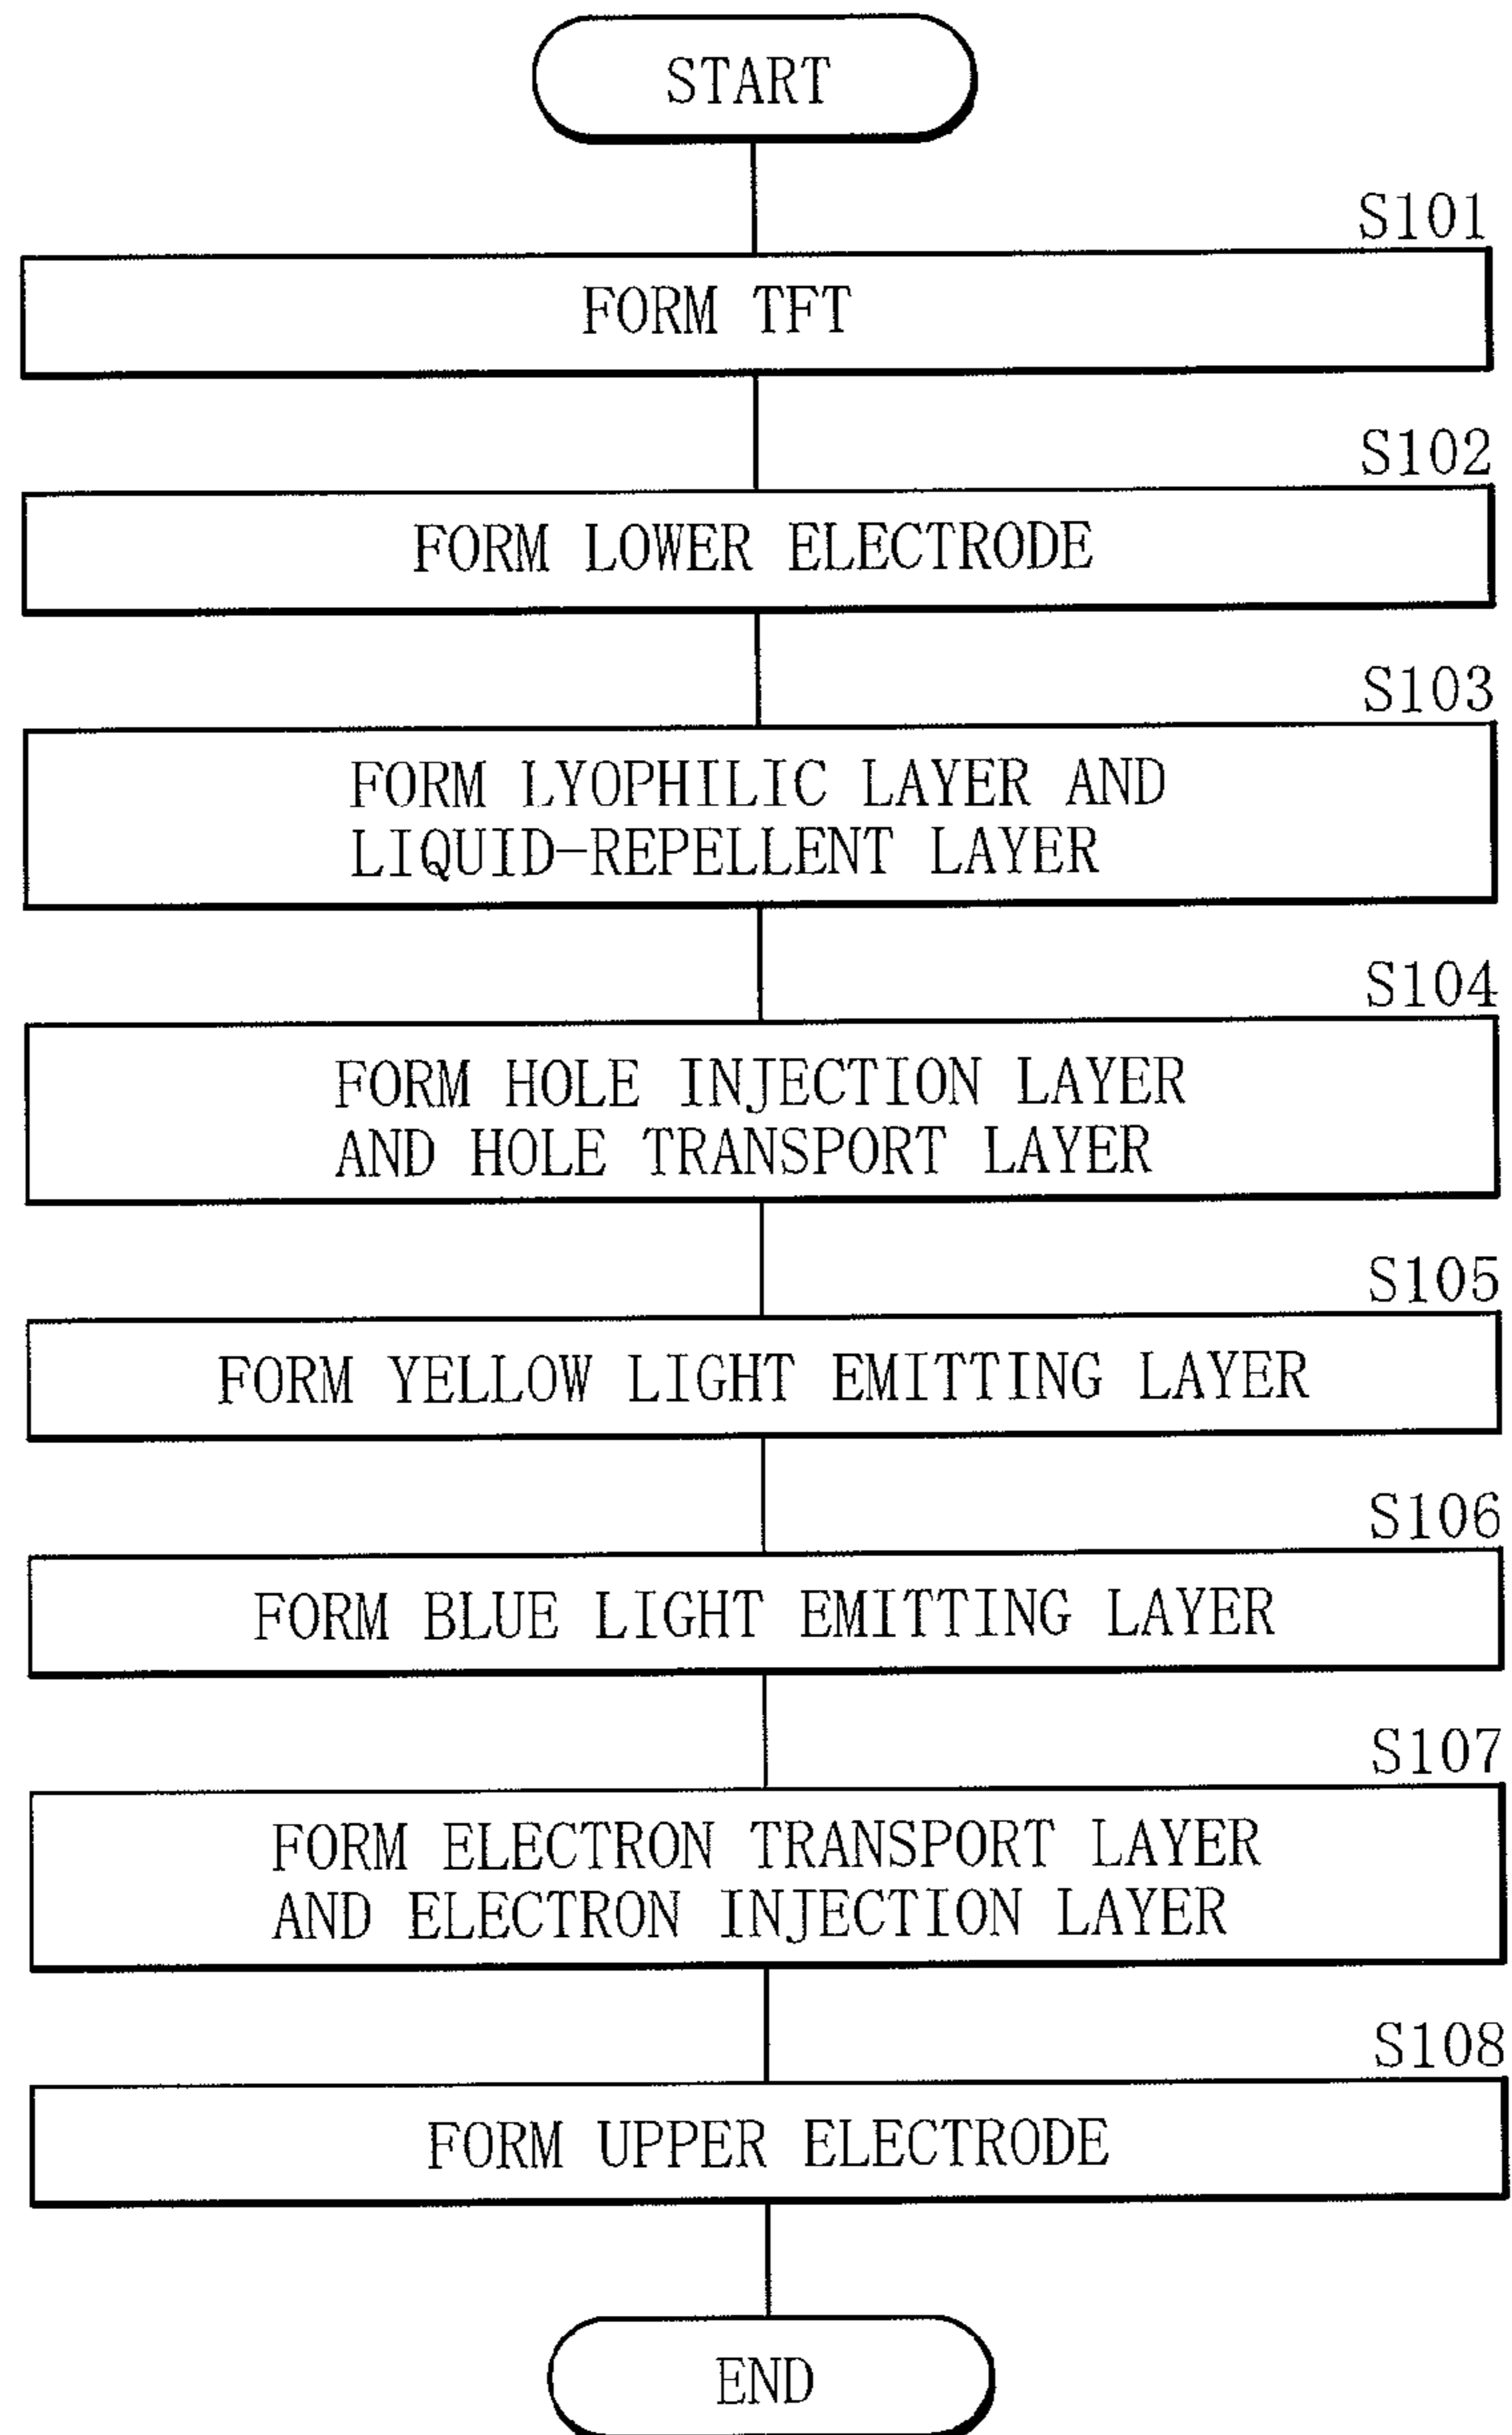 START
S101
FORM TFT
S102
FORM LOWER ELECTRODE
S103
FORM LYOPHILIC LAYER AND
LIQUID-REPELLENT LAYER
S104
FORM HOLE INJECTION LAYER
AND HOLE TRANSPORT LAYER
S105
FORM YELLOW LIGHT EMITTING LAYER
S106
FORM BLUE LIGHT EMITTING LAYER
S107
FORM ELECTRON TRANSPORT LAYER
AND ELECTRON INJECTION LAYER
S108
FORM UPPER ELECTRODE
END